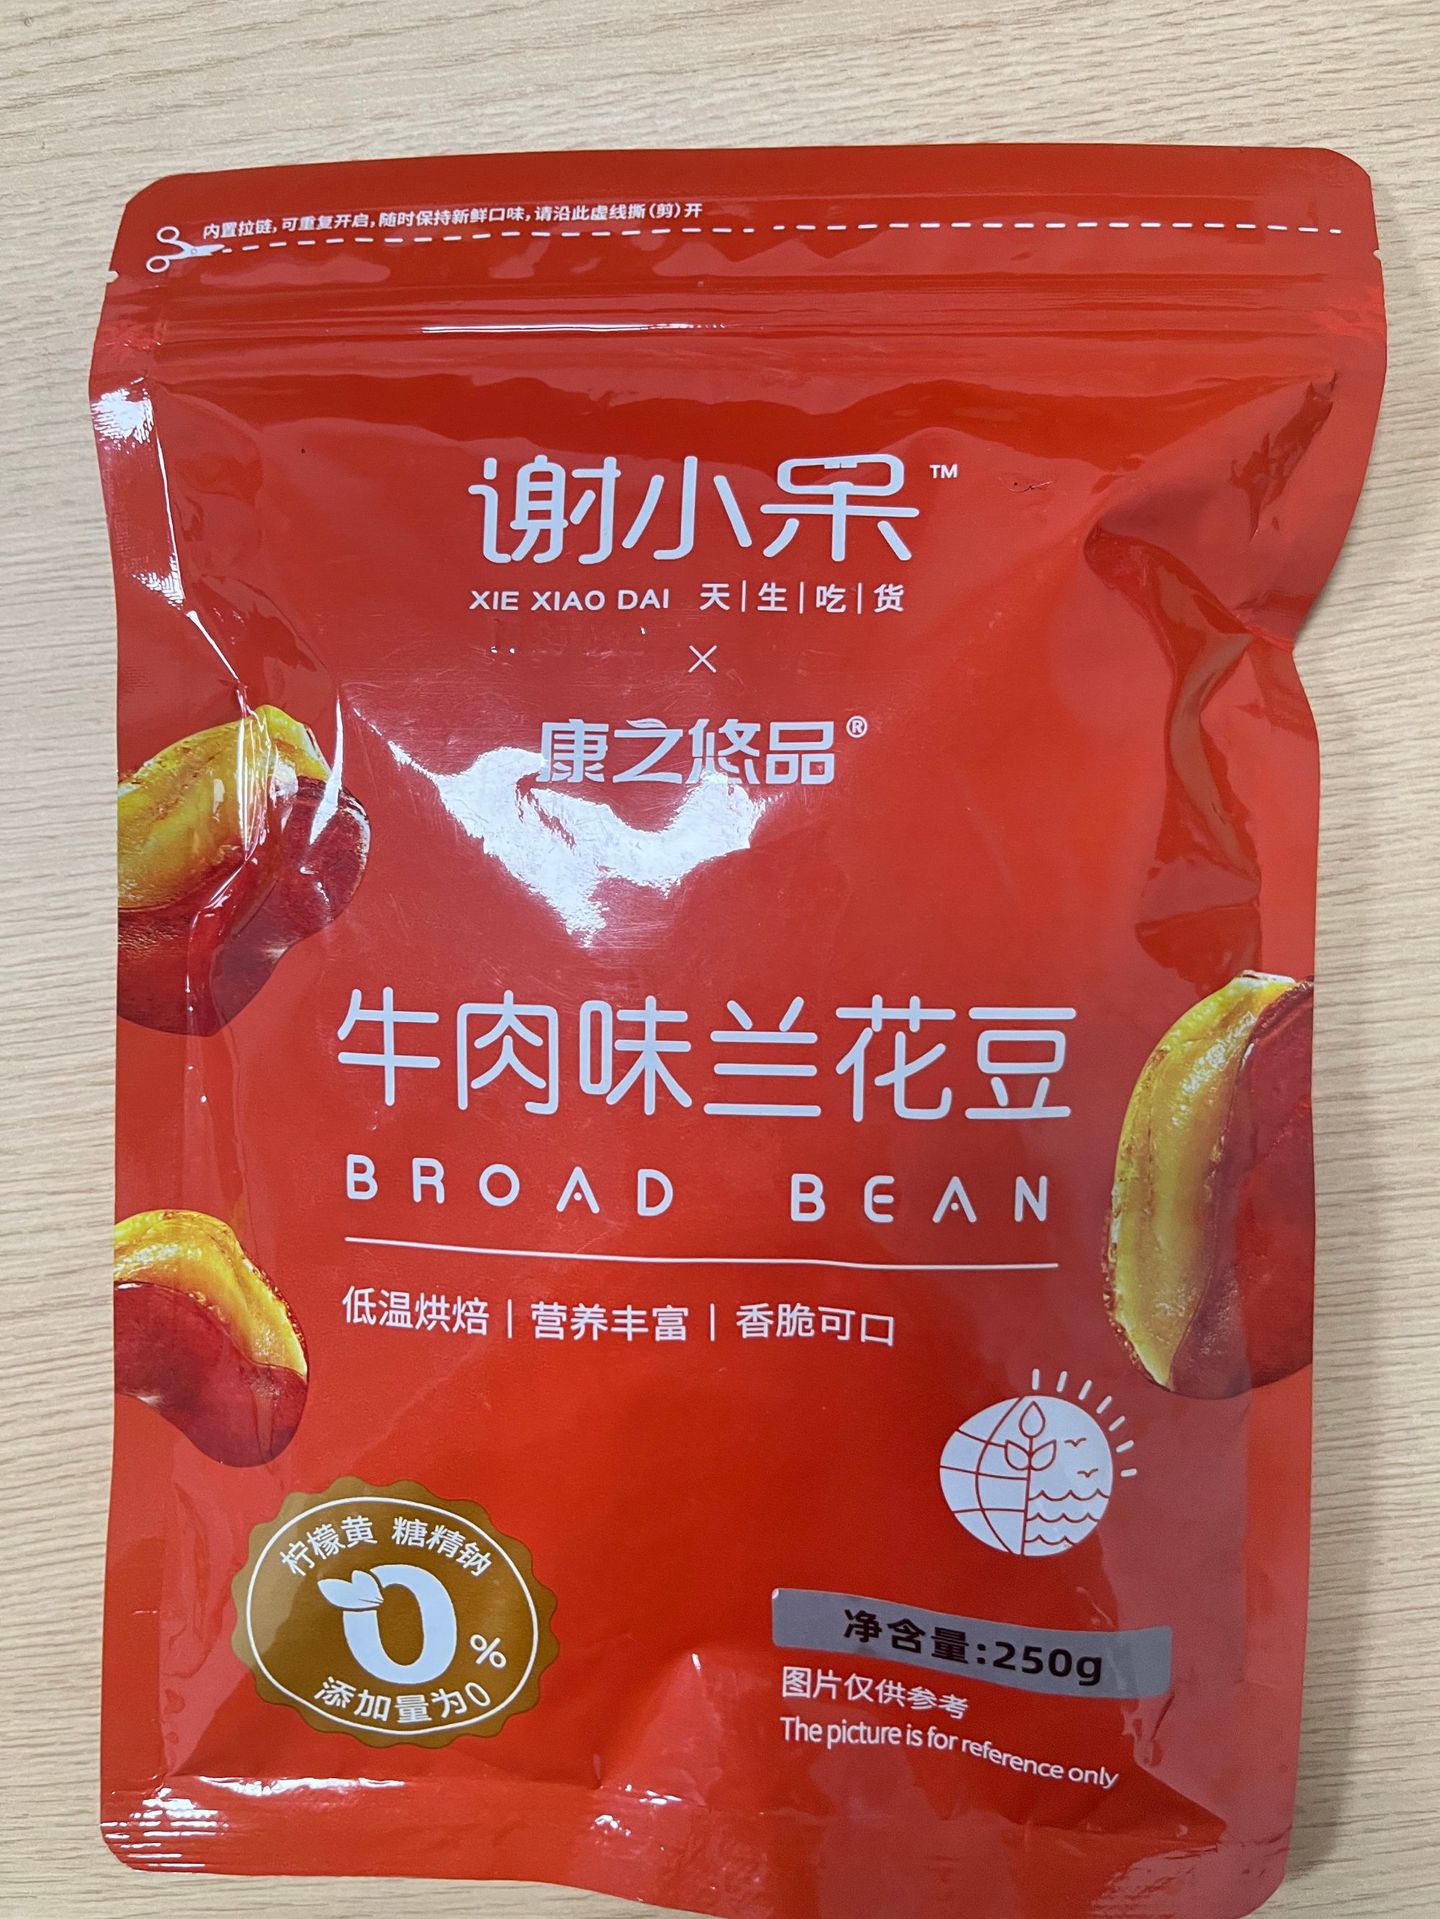 内置拉链,可重复开启,随时保持新鲜口味,请沿此虚线撕(剪)开
谢小呆™
XIE XIAO DAI 天|生|吃|货
×
康之悠品®
牛肉味兰花豆
BROAD BEAN
低温烘焙|营养丰富|香脆可口
柠檬黄 糖精钠
0%
添加量为0
净含量:250g
图片仅供参考
The picture is for reference only